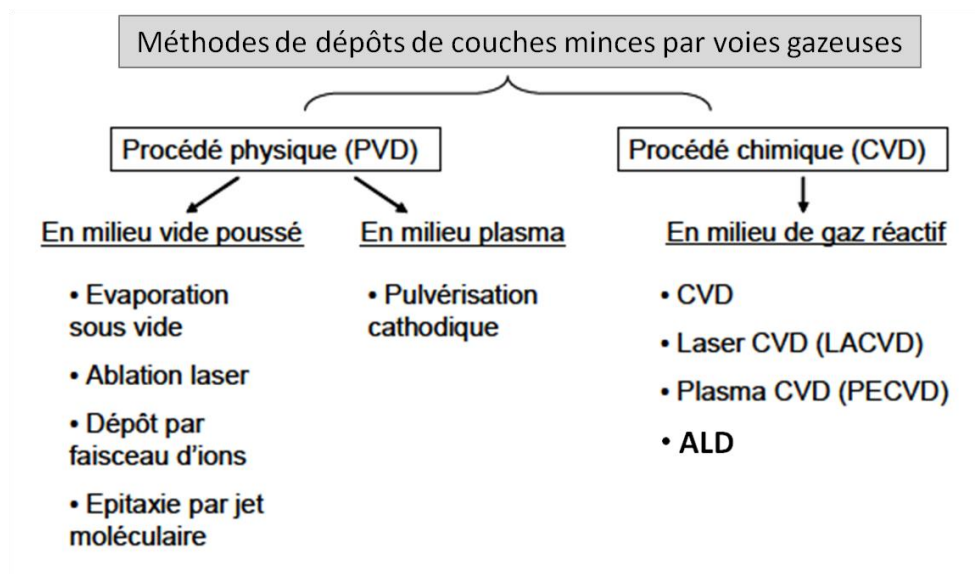 Méthodes de dépôts de couches minces par voies gazeuses
Procédé physique (PVD)
Procédé chimique (CVD)
En milieu vide poussé
• Evaporation
sous vide
• Ablation laser
• Dépôt par
faisceau d'ions
• Epitaxie par jet
moléculaire
En milieu plasma
• Pulvérisation
cathodique
En milieu de gaz réactif
• CVD
• Laser CVD (LACVD)
• Plasma CVD (PECVD)
• ALD